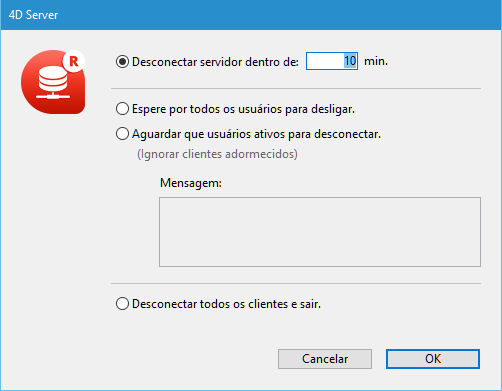 4D Server
R
Desconectar servidor dentro de: 10 min.
Espere por todos os usuários para desligar.
Aguardar que usuários ativos para desconectar.
(Ignorar clientes adormecidos)
Mensagem:
Desconectar todos os clientes e sair.
Cancelar OK